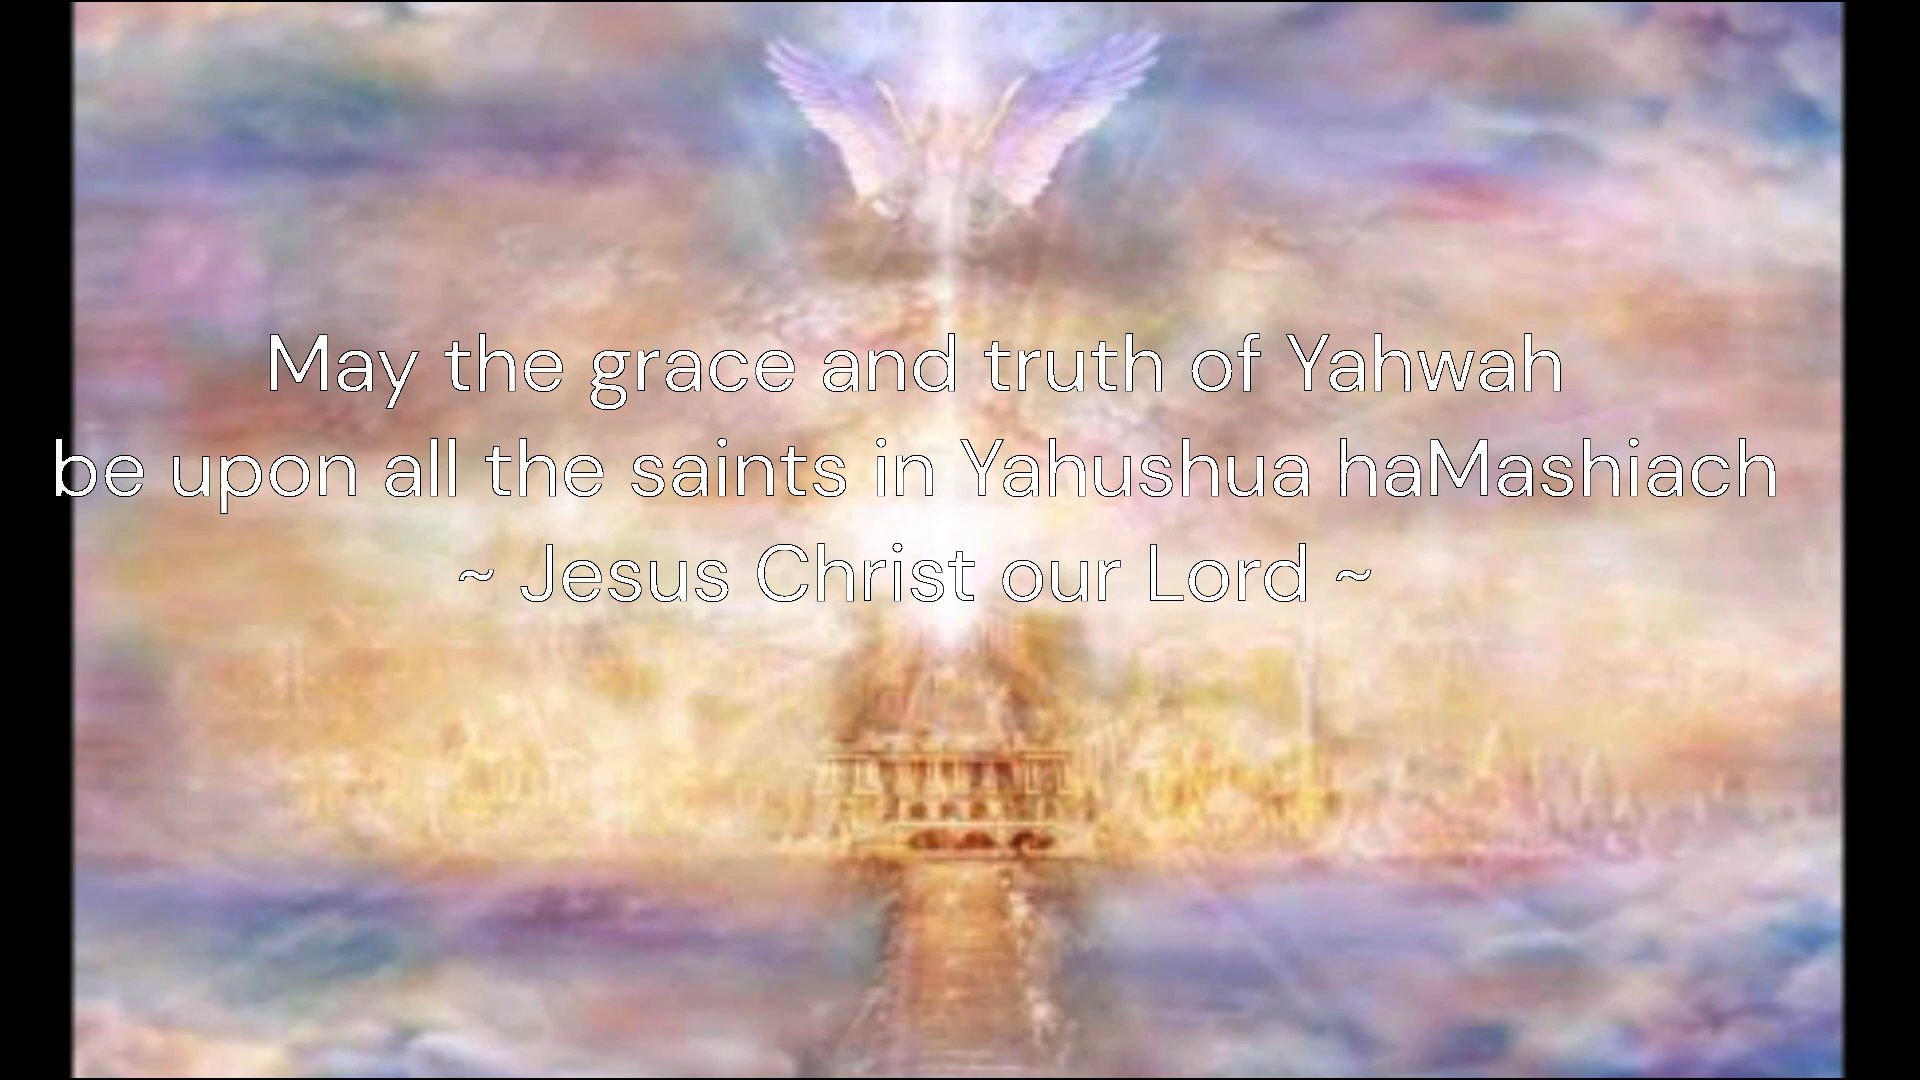 May the grace and truth of Yahwah
be upon all the saints in Yahushua haMashiach
~ Jesus Christ our Lord ~